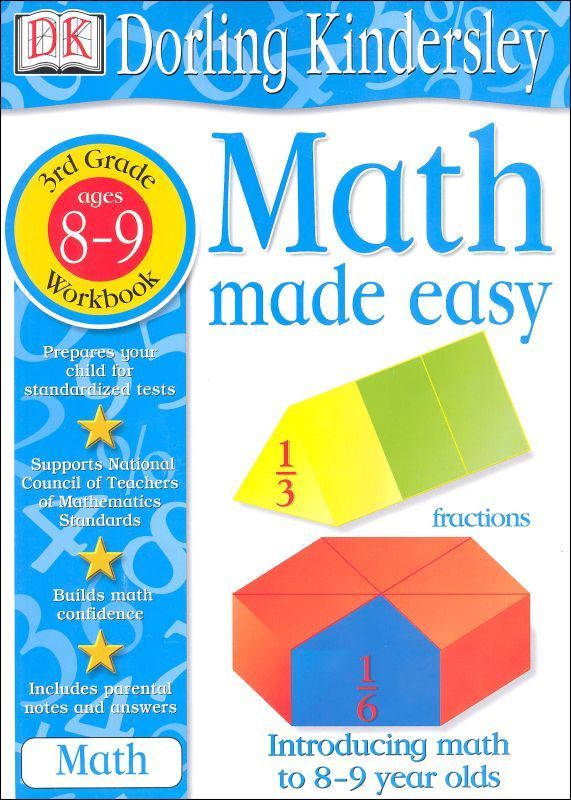 DK
Dorling Kindersley
3rd Grade
ages
8-9
Workbook
Math
made easy
Prepares your
child for
standardized tests
Supports National
Council of Teachers
of Mathematics
Standards
Builds math
confidence
Includes parental
notes and answers
Math
1
3
fractions
1
6
Introducing math
to 8-9 year olds